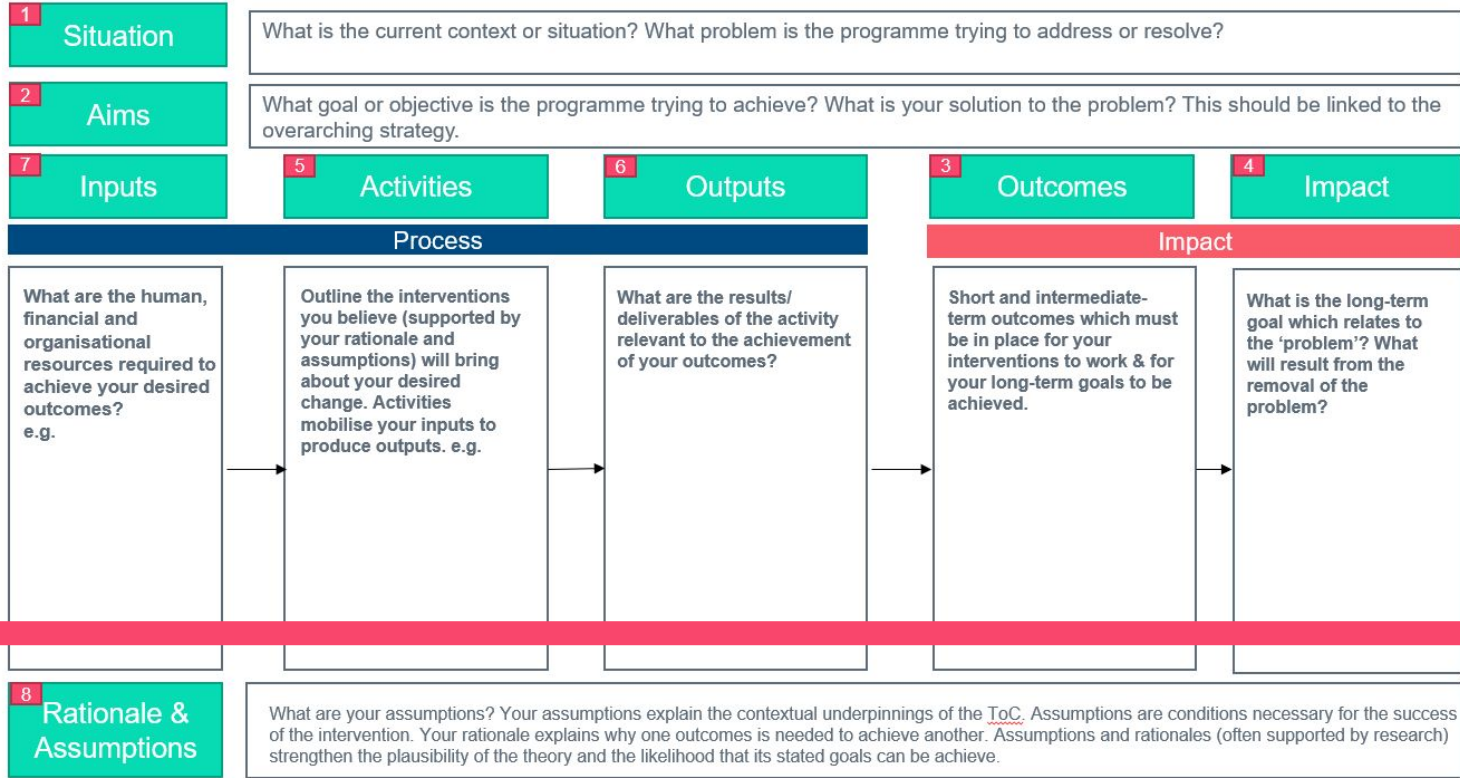 1
Situation
What is the current context or situation? What problem is the programme trying to address or resolve?
2
Aims
What goal or objective is the programme trying to achieve? What is your solution to the problem? This should be linked to the
overarching strategy.
7
Inputs
5
Activities
6
Outputs
3
Outcomes
4
Impact
Process
Impact
What are the human,
financial and
organisational
resources required to
achieve your desired
outcomes?
e.g.
Outline the interventions
you believe (supported by
your rationale and
assumptions) will bring
about your desired
change. Activities
mobilise your inputs to
produce outputs. e.g.
What are the results/
deliverables of the activity
relevant to the achievement
of your outcomes?
Short and intermediate-
term outcomes which must
be in place for your
interventions to work & for
your long-term goals to be
achieved.
What is the long-term
goal which relates to
the ‘problem’? What
will result from the
removal of the
problem?
8
Rationale &
Assumptions
What are your assumptions? Your assumptions explain the contextual underpinnings of the ToC. Assumptions are conditions necessary for the success
of the intervention. Your rationale explains why one outcomes is needed to achieve another. Assumptions and rationales (often supported by research)
strengthen the plausibility of the theory and the likelihood that its stated goals can be achieve.